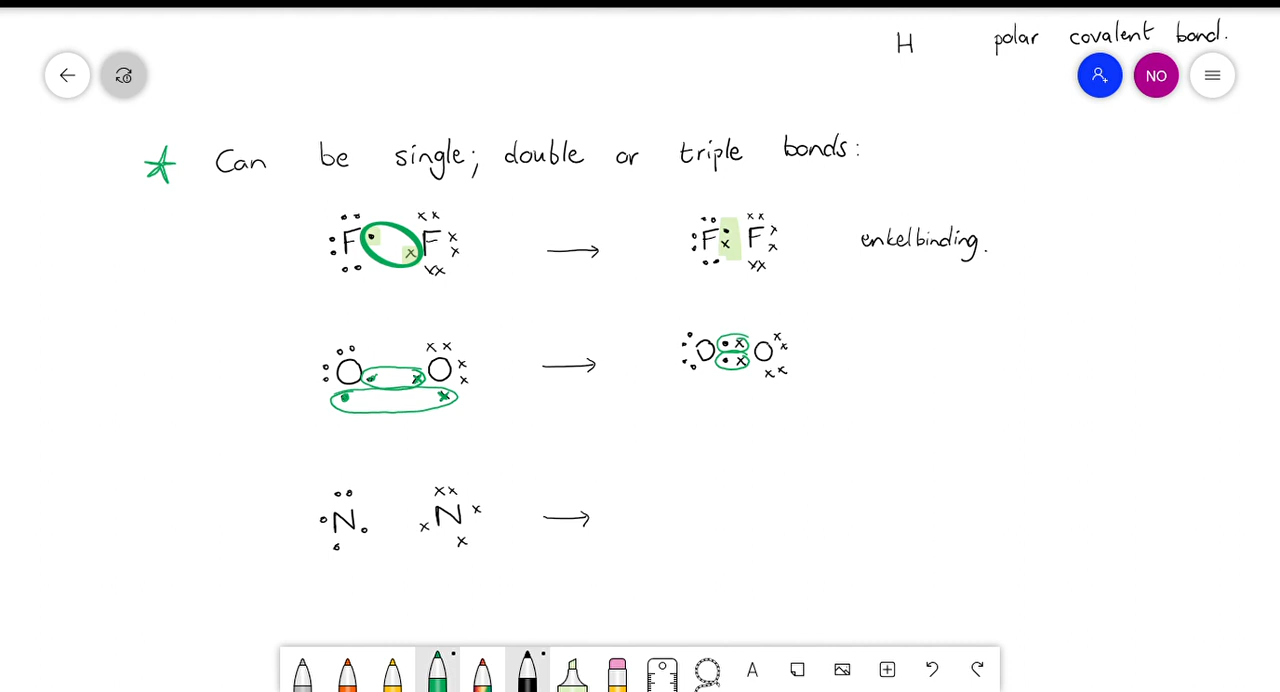 H polar covalent bond.
NO
* Can be single; double or triple bonds:
F F → F F enkelbinding.
O O → O O
N N →
A